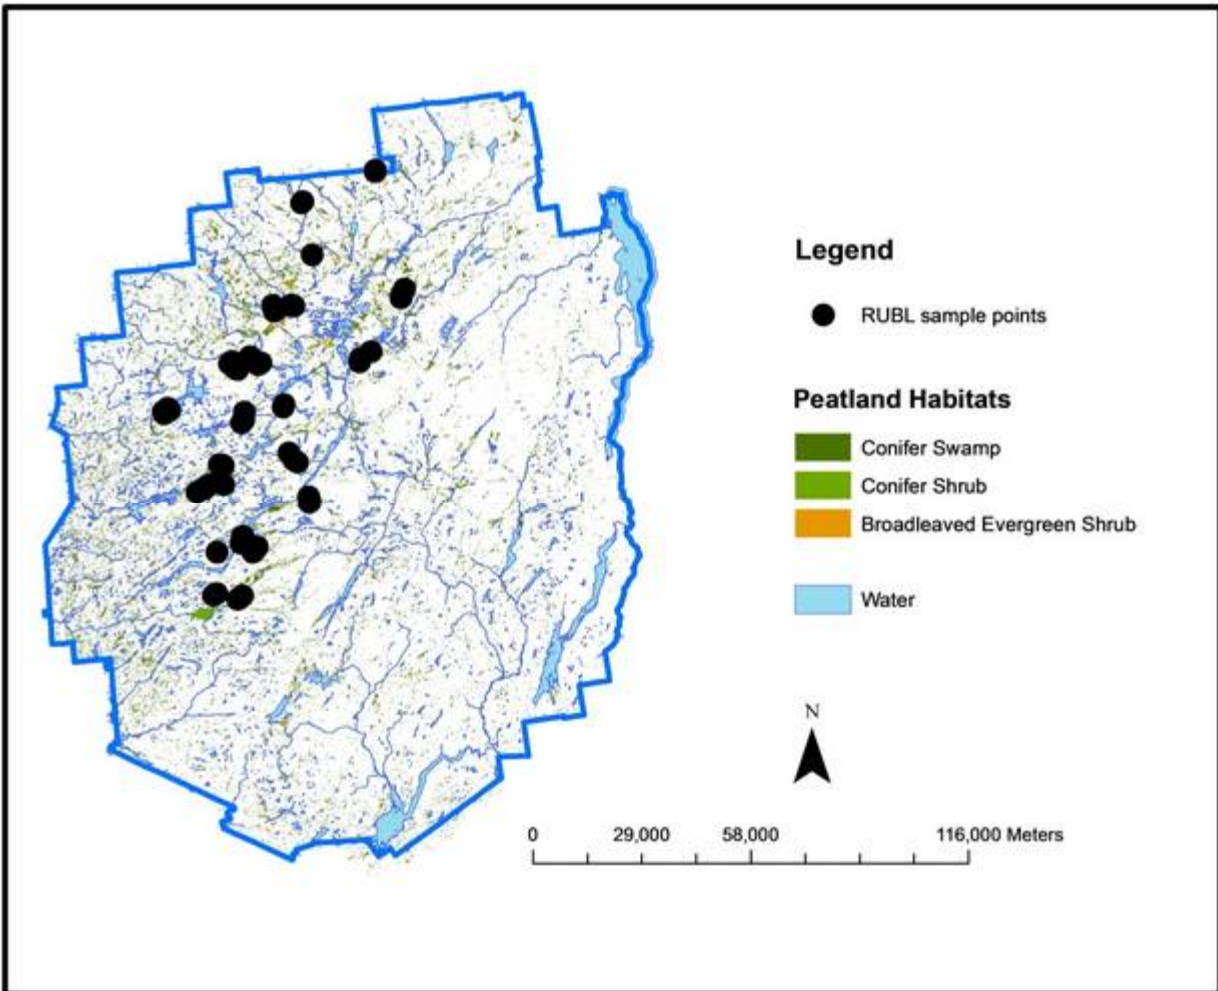 Legend
RUBL sample points
Peatland Habitats
Conifer Swamp
Conifer Shrub
Broadleaved Evergreen Shrub
Water
N
0 29,000 58,000 116,000 Meters